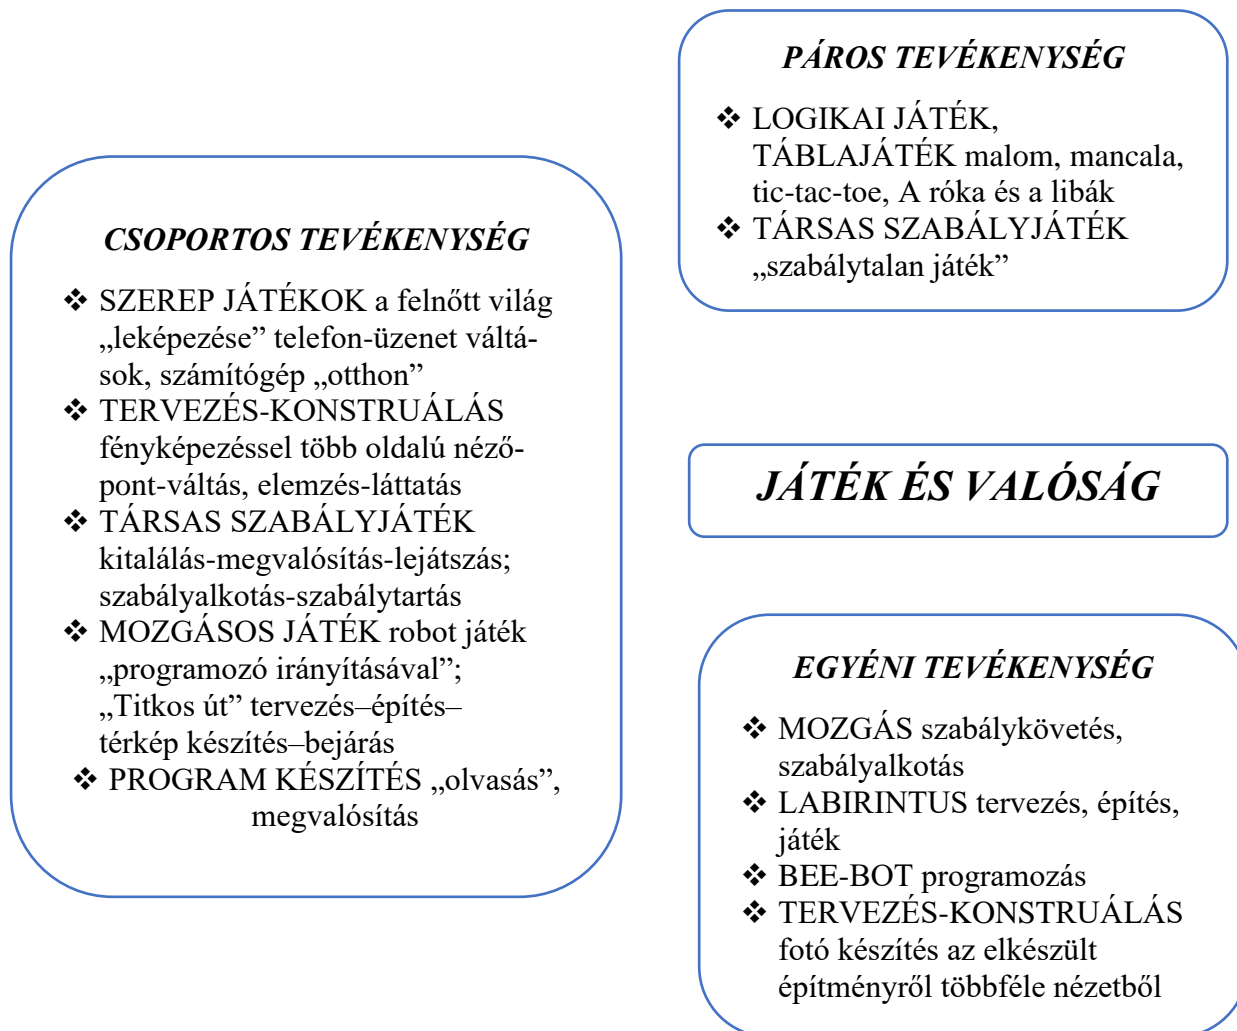 PÁROS TEVÉKENYSÉG
❖ LOGIKAI JÁTÉK,
TÁBLAJÁTÉK malom, mancala,
tic-tac-toe, A róka és a libák
❖ TÁRSAS SZABÁLYJÁTÉK
„szabálytalan játék”
CSOPORTOS TEVÉKENYSÉG
❖ SZEREP JÁTÉKOK a felnőtt világ
„leképezése” telefon-üzenet váltá-
sok, számítógép „otthon”
❖ TERVEZÉS-KONSTRUÁLÁS
fényképezéssel több oldalú néző-
pont-váltás, elemzés-láttatás
❖ TÁRSAS SZABÁLYJÁTÉK
kitalálás-megvalósítás-lejátszás;
szabályalkotás-szabálytartás
❖ MOZGÁSOS JÁTÉK robot játék
„programozó irányításával”;
„Titkos út” tervezés–építés–
térkép készítés–bejárás
❖ PROGRAM KÉSZÍTÉS „olvasás”,
megvalósítás
JÁTÉK ÉS VALÓSÁG
EGYÉNI TEVÉKENYSÉG
❖ MOZGÁS szabálykövetés,
szabályalkotás
❖ LABIRINTUS tervezés, építés,
játék
❖ BEE-BOT programozás
❖ TERVEZÉS-KONSTRUÁLÁS
fotó készítés az elkészült
építményről többféle nézetből